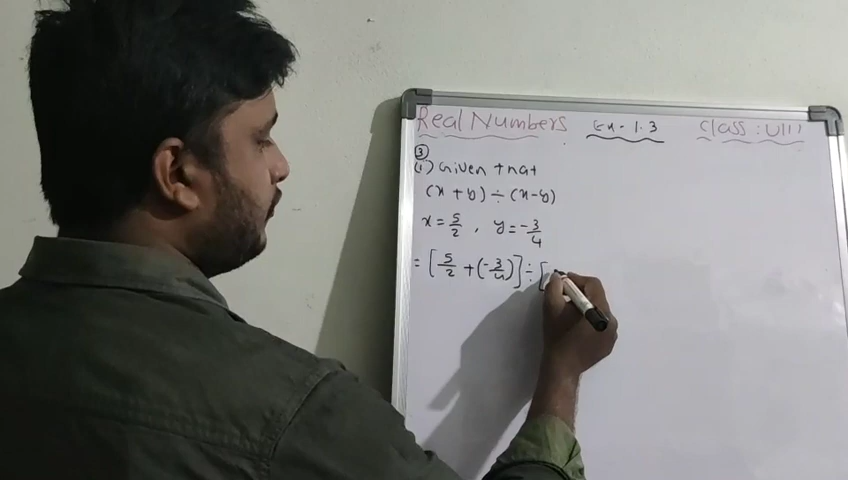 Real Numbers Ex-1.3 Class: VIII
③
(i) Given that
(x + y) ÷ (x-y)
x = 5/2 , y = -3/4
= [5/2 + (-3/4)] ÷ [